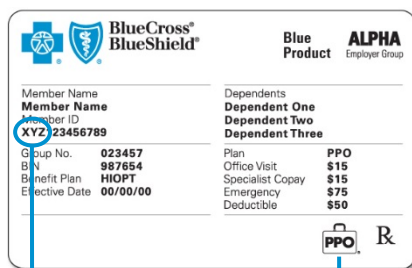 BlueCross®
BlueShield®
Blue
Product
ALPHA
Employer Group
Member Name
Member Name
Member ID
XYZ123456789
Group No. 023457
BIN 987654
Benefit Plan HIOPT
Effective Date 00/00/00
Dependents
Dependent One
Dependent Two
Dependent Three
Plan PPO
Office Visit $15
Specialist Copay $15
Emergency $75
Deductible $50
PPO
Rx